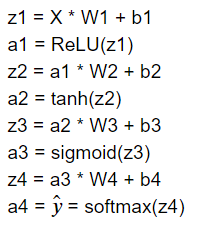 z1 = X * W1 + b1
a1 = ReLU(z1)
z2 = a1 * W2 + b2
a2 = tanh(z2)
z3 = a2 * W3 + b3
a3 = sigmoid(z3)
z4 = a3 * W4 + b4
a4 = ŷ = softmax(z4)